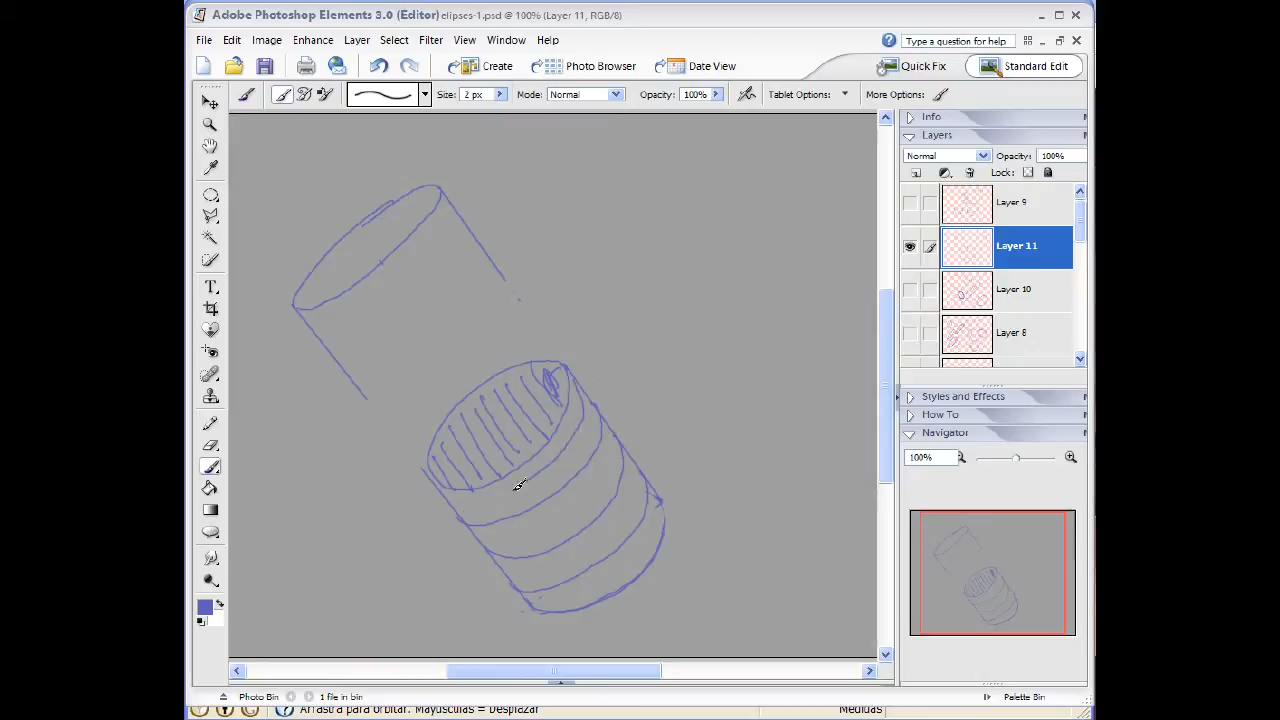 Adobe Photoshop Elements 3.0 (Editor) elipses-1.psd @ 100% (Layer 11, RGB/8)
File Edit Image Enhance Layer Select Filter View Window Help
Type a question for help
Create Photo Browser Date View Quick Fix Standard Edit
Size: 2 px Mode: Normal Opacity: 100% Tablet Options: More Options:
Info
Layers
Normal Opacity: 100%
Lock:
Layer 9
Layer 11
Layer 10
Layer 8
Styles and Effects
How To
Navigator
100%
Photo Bin 1 file in bin Palette Bin
Arrastra para orbitar. Mayúsculas = Desplazar Medidas